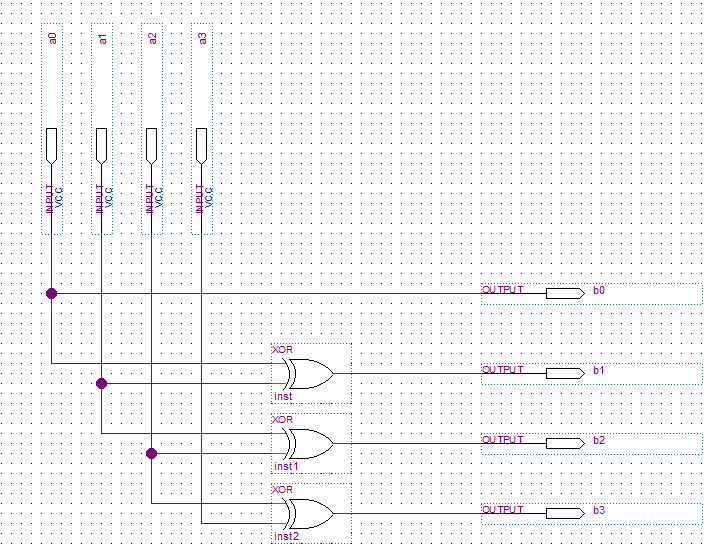 a0
a1
a2
a3
INPUT
VCC
INPUT
VCC
INPUT
VCC
INPUT
VCC
OUTPUT b0
XOR
OUTPUT b1
inst
XOR
OUTPUT b2
inst1
XOR
OUTPUT b3
inst2